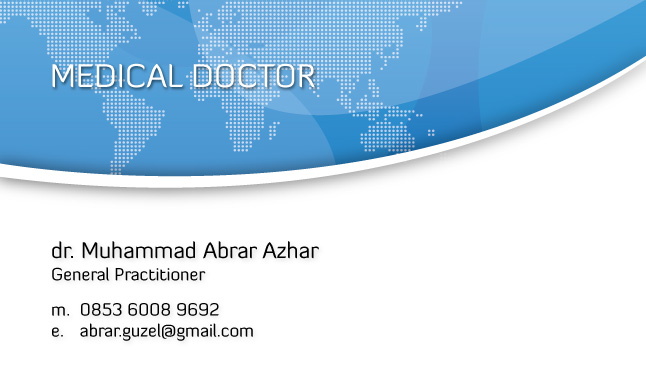 MEDICAL DOCTOR
dr. Muhammad Abrar Azhar
General Practitioner
m. 0853 6008 9692
e. abrar.guzel@gmail.com